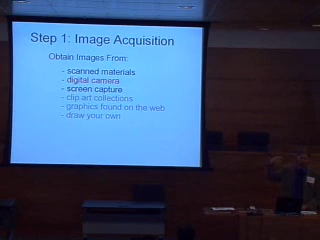 Step 1: Image Acquisition
Obtain Images From:
- scanned materials
- digital camera
- screen capture
- clip art collections
- graphics found on the web
- draw your own